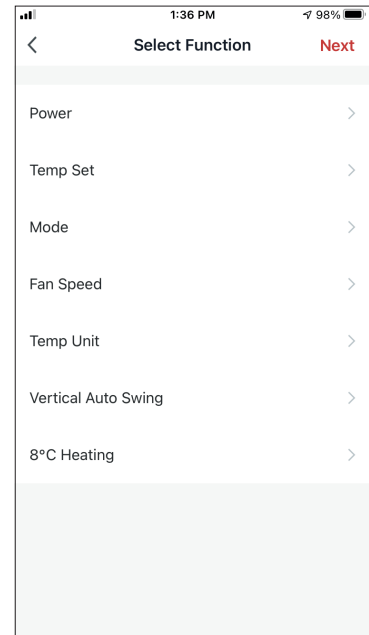 1:36 PM 98%
Select Function Next
Power
Temp Set
Mode
Fan Speed
Temp Unit
Vertical Auto Swing
8°C Heating